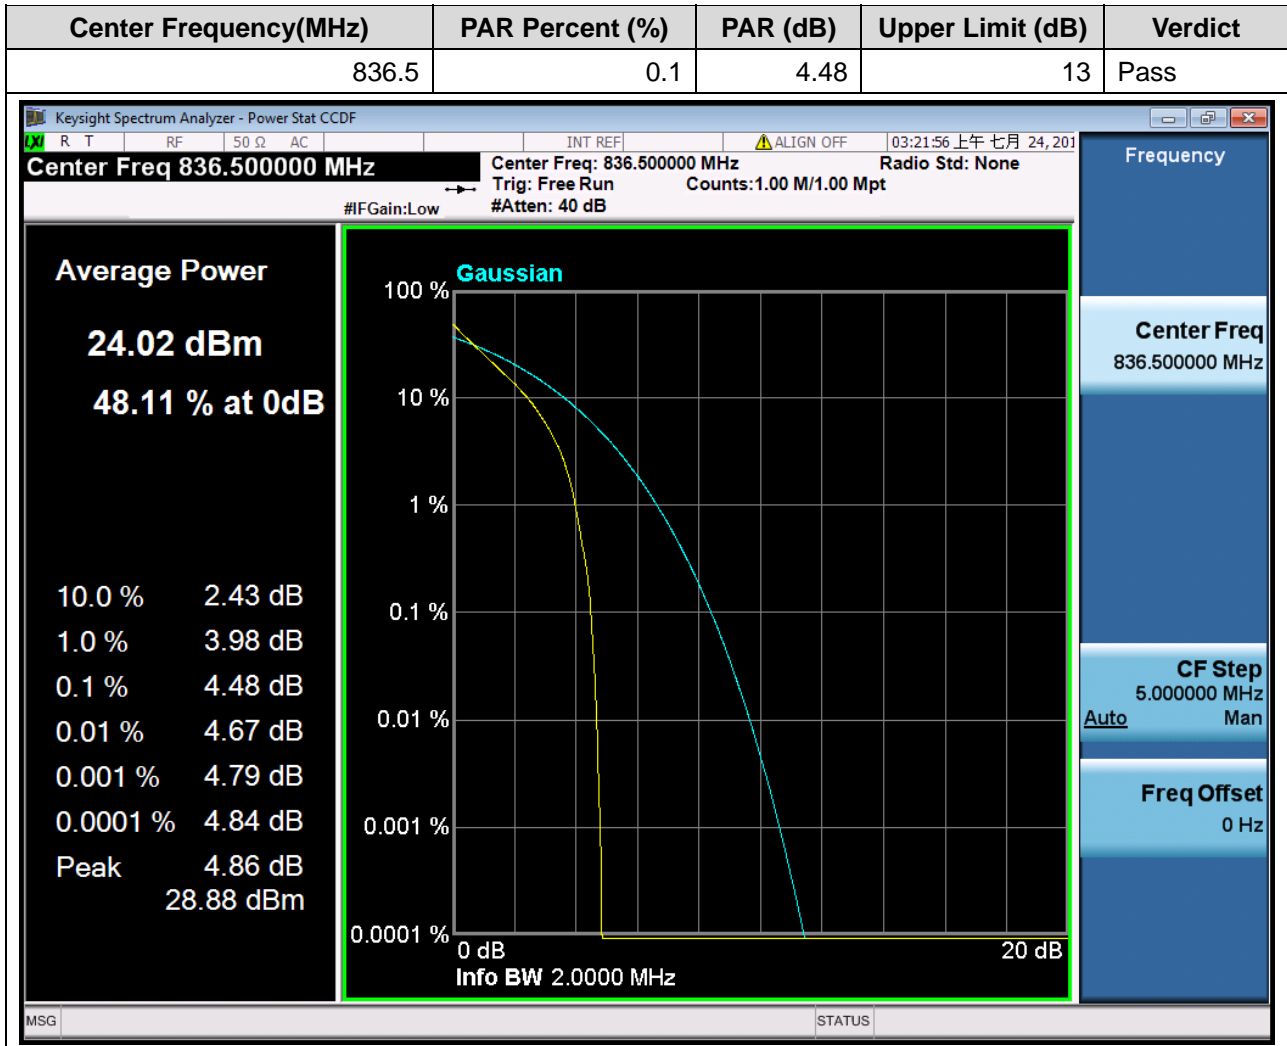 Center Frequency(MHz) PAR Percent (%) PAR (dB) Upper Limit (dB) Verdict
836.5 0.1 4.48 13 Pass
Keysight Spectrum Analyzer - Power Stat CCDF
LXI R T RF 50 Ω AC INT REF ALIGN OFF 03:21:56 上午 七月 24, 201
Center Freq 836.500000 MHz
Center Freq: 836.500000 MHz Radio Std: None
Trig: Free Run Counts:1.00 M/1.00 Mpt
#IFGain:Low #Atten: 40 dB
Average Power
24.02 dBm
48.11 % at 0dB
10.0 % 2.43 dB
1.0 % 3.98 dB
0.1 % 4.48 dB
0.01 % 4.67 dB
0.001 % 4.79 dB
0.0001 % 4.84 dB
Peak 4.86 dB
28.88 dBm
Gaussian
100 %
10 %
1 %
0.1 %
0.01 %
0.001 %
0.0001 %
0 dB 20 dB
Info BW 2.0000 MHz
Frequency
Center Freq
836.500000 MHz
CF Step
5.000000 MHz
Auto Man
Freq Offset
0 Hz
MSG STATUS